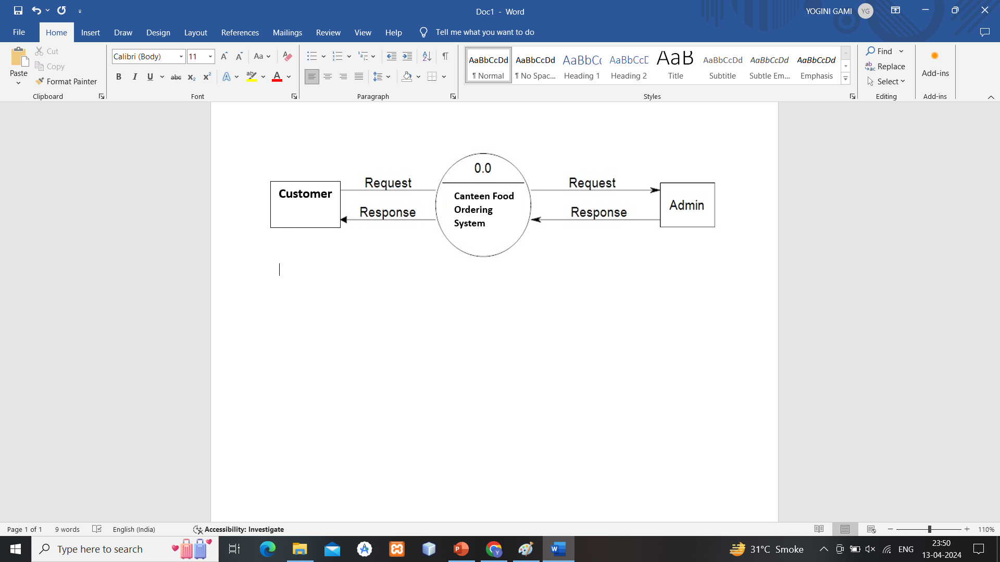 Doc1 - Word
YOGINI GAMI
YG
File
Home
Insert
Draw
Design
Layout
References
Mailings
Review
View
Help
Tell me what you want to do
Paste
Cut
Copy
Format Painter
Clipboard
Calibri (Body)
11
A A Aa A
B I U abc x₂ x² A ab A
Font
Paragraph
AaBbCcDd
¶ Normal
AaBbCcDd
¶ No Spac...
AaBbCc
Heading 1
AaBbCcD
Heading 2
AaB
Title
AaBbCcDd
Subtitle
AaBbCcDd
Subtle Em...
AaBbCcDd
Emphasis
Styles
Find
Replace
Select
Editing
Add-ins
Add-ins
Customer
Request
Response
0.0
Canteen Food
Ordering
System
Request
Response
Admin
Page 1 of 1
9 words
English (India)
Accessibility: Investigate
110%
Type here to search
31°C Smoke
ENG
23:50
13-04-2024